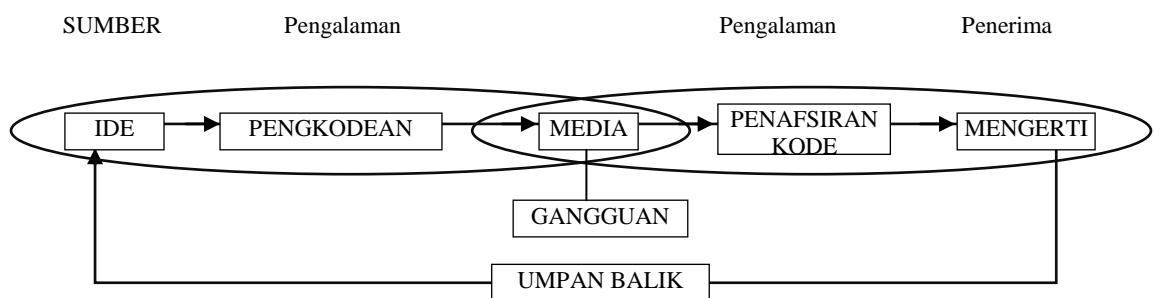 SUMBER Pengalaman Pengalaman Penerima
IDE PENGKODEAN MEDIA PENAFSIRAN KODE MENGERTI
GANGGUAN
UMPAN BALIK